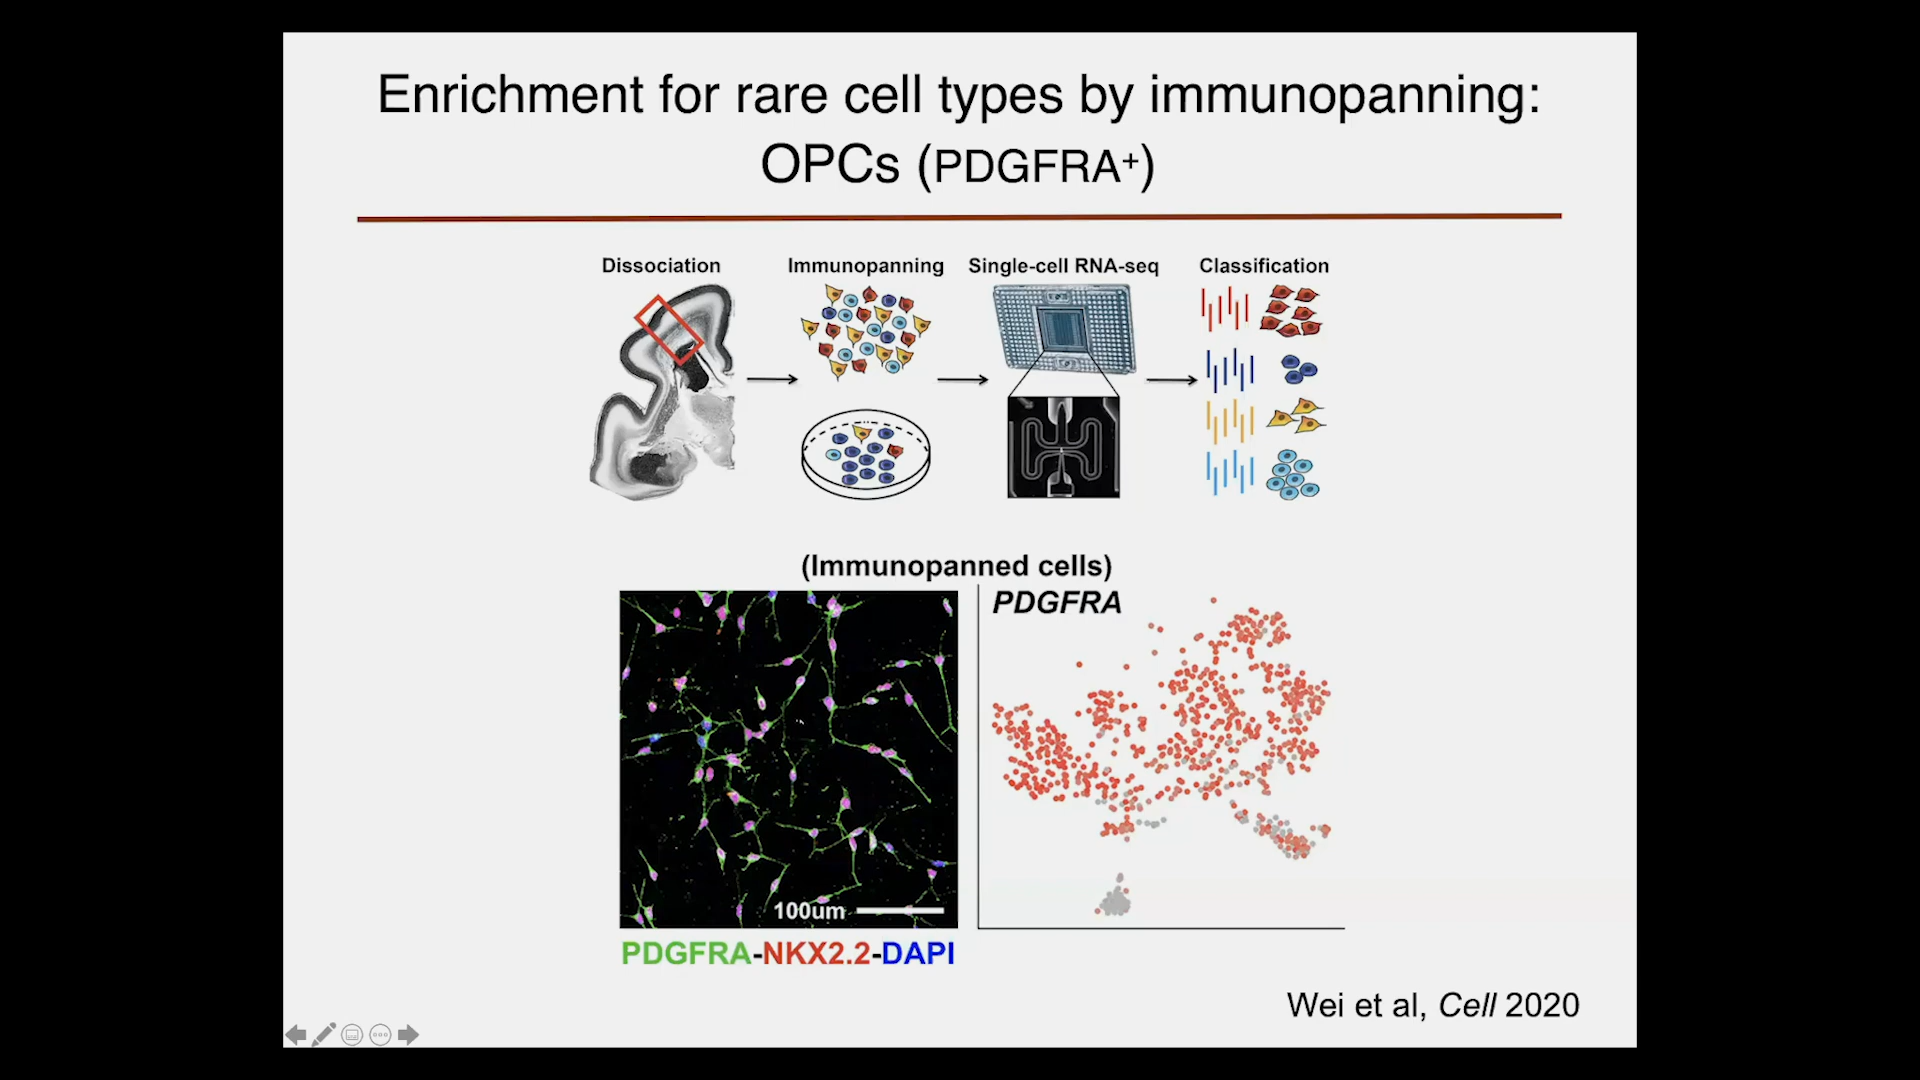 Enrichment for rare cell types by immunopanning:
OPCs (PDGFRA⁺)
Dissociation
Immunopanning
Single-cell RNA-seq
Classification
(Immunopanned cells)
PDGFRA
100um
PDGFRA-NKX2.2-DAPI
Wei et al, Cell 2020